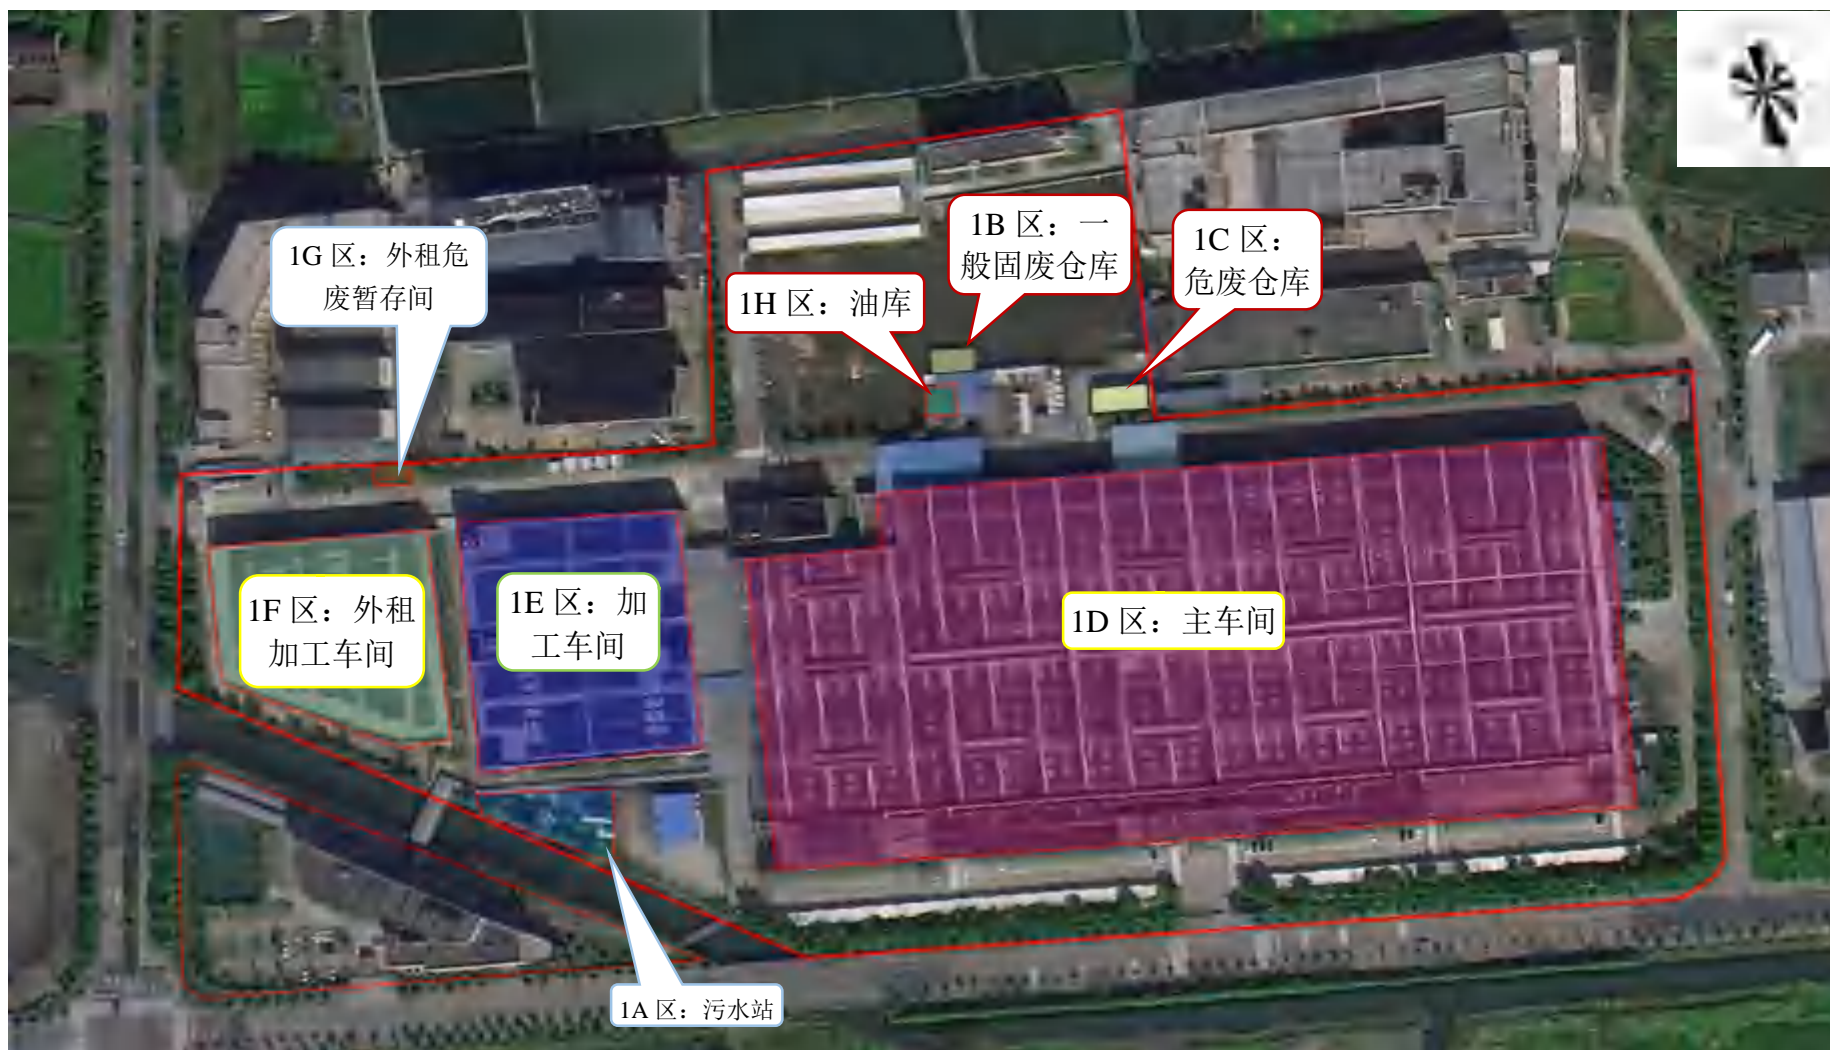 1B 区：一
般固废仓库
1C 区：
危废仓库
1G 区：外租危
废暂存间
1H 区：油库
1F 区：外租
加工车间
1E 区：加
工车间
1D 区：主车间
1A 区：污水站